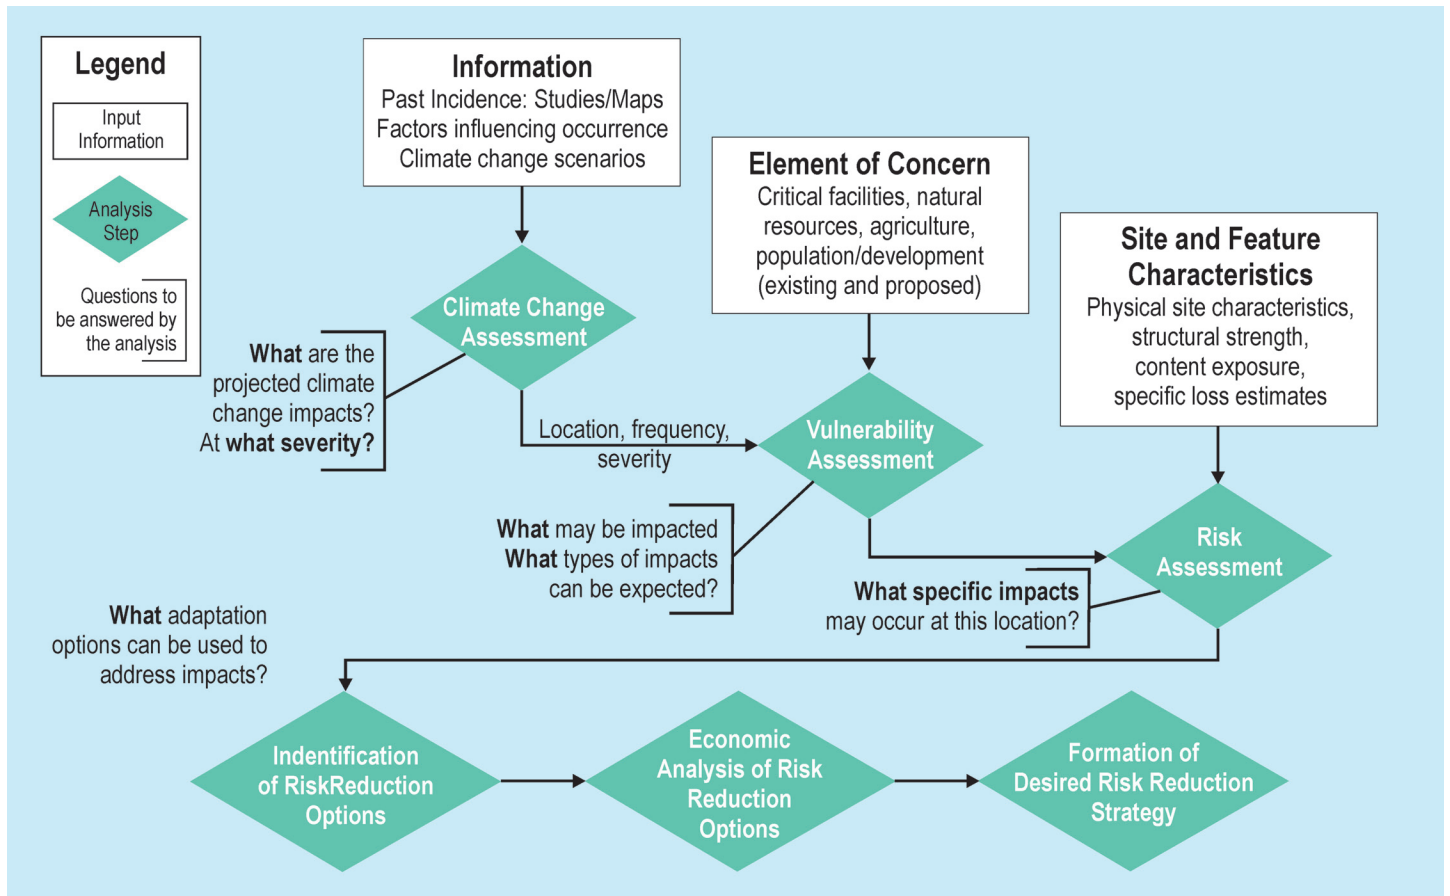 Legend
Input
Information
Analysis
Step
Questions to
be answered by
the analysis
Information
Past Incidence: Studies/Maps
Factors influencing occurrence
Climate change scenarios
Element of Concern
Critical facilities, natural
resources, agriculture,
population/development
(existing and proposed)
Site and Feature
Characteristics
Physical site characteristics,
structural strength,
content exposure,
specific loss estimates
Climate Change
Assessment
What are the
projected climate
change impacts?
At what severity?
Location, frequency,
severity
Vulnerability
Assessment
What may be impacted
What types of impacts
can be expected?
Risk
Assessment
What specific impacts
may occur at this location?
What adaptation
options can be used to
address impacts?
Indentification
of RiskReduction
Options
Economic
Analysis of Risk
Reduction
Options
Formation of
Desired Risk Reduction
Strategy